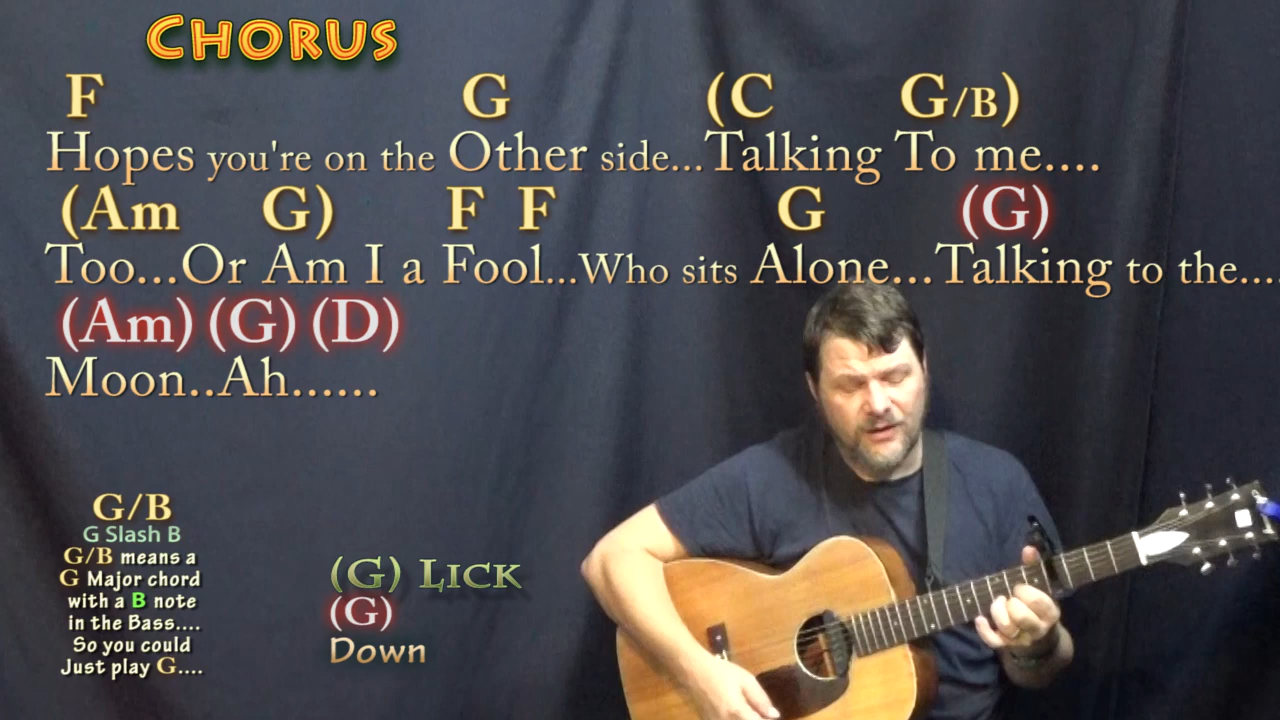 CHORUS
F G (C G/B)
Hopes you're on the Other side...Talking To me....
(Am G) F F G (G)
Too...Or Am I a Fool...Who sits Alone...Talking to the...
(Am) (G) (D)
Moon..Ah......
G/B
G Slash B
G/B means a
G Major chord
with a B note
in the Bass....
So you could
Just play G....
(G) LICK
(G)
Down